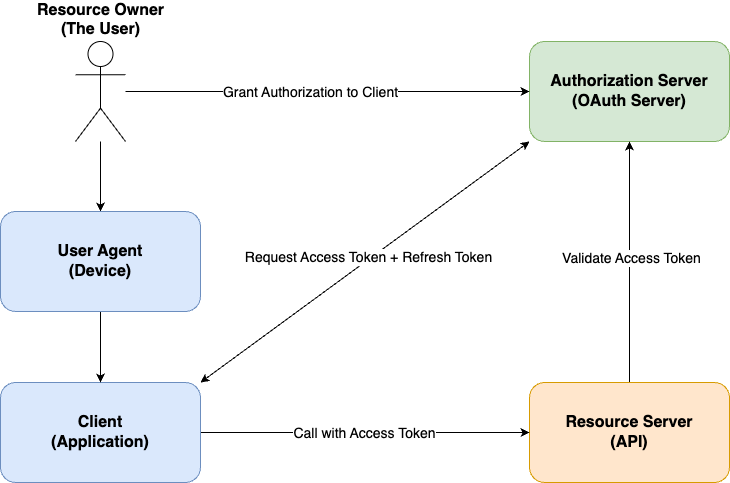 Resource Owner
(The User)
Grant Authorization to Client
Authorization Server
(OAuth Server)
User Agent
(Device)
Request Access Token + Refresh Token
Validate Access Token
Client
(Application)
Call with Access Token
Resource Server
(API)